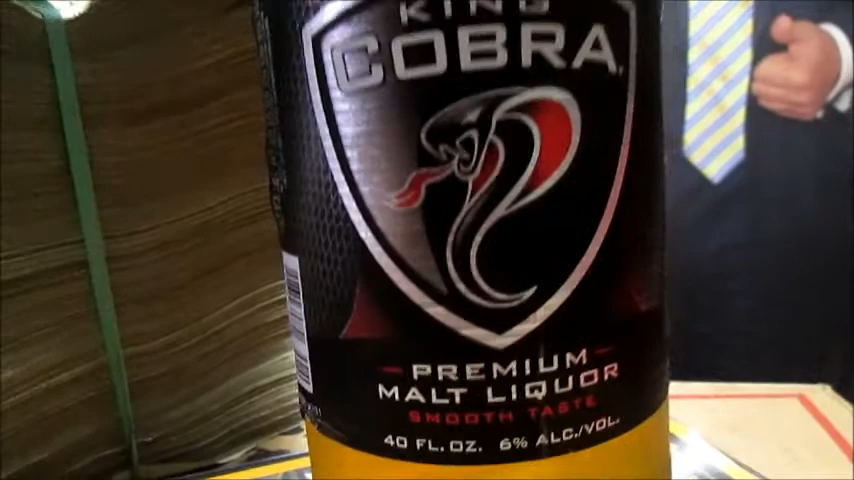 KING
COBRA.
PREMIUM
MALT LIQUOR
SMOOTH TASTE
40 FL.OZ. 6% ALC./VOL.